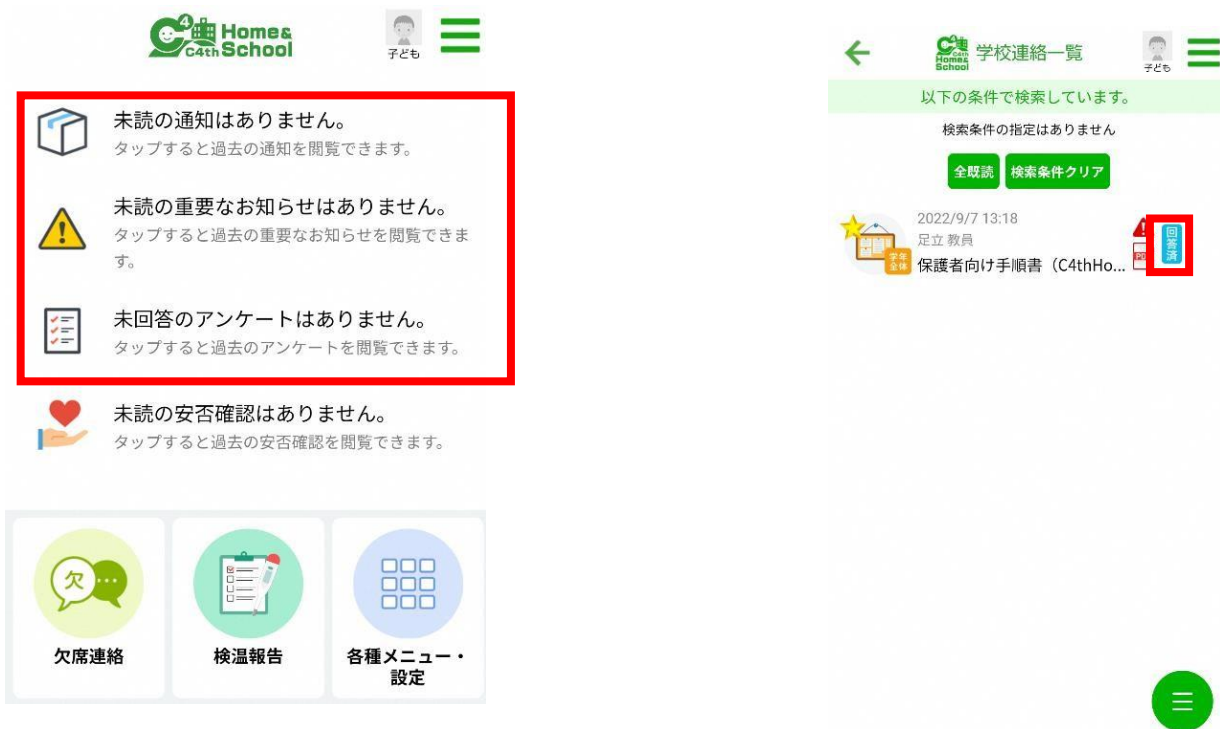 C4 Home&
C4th School
子ども
未読の通知はありません。
タップすると過去の通知を閲覧できます。
未読の重要なお知らせはありません。
タップすると過去の重要なお知らせを閲覧できま
す。
未回答のアンケートはありません。
タップすると過去のアンケートを閲覧できます。
未読の安否確認はありません。
タップすると過去の安否確認を閲覧できます。
欠
欠席連絡
検温報告
各種メニュー・
設定
C4th
Home&
School
学校連絡一覧
子ども
以下の条件で検索しています。
検索条件の指定はありません
全既読
検索条件クリア
2022/9/7 13:18
足立 教員
保護者向け手順書（C4thHo...
学年
全体
回答済